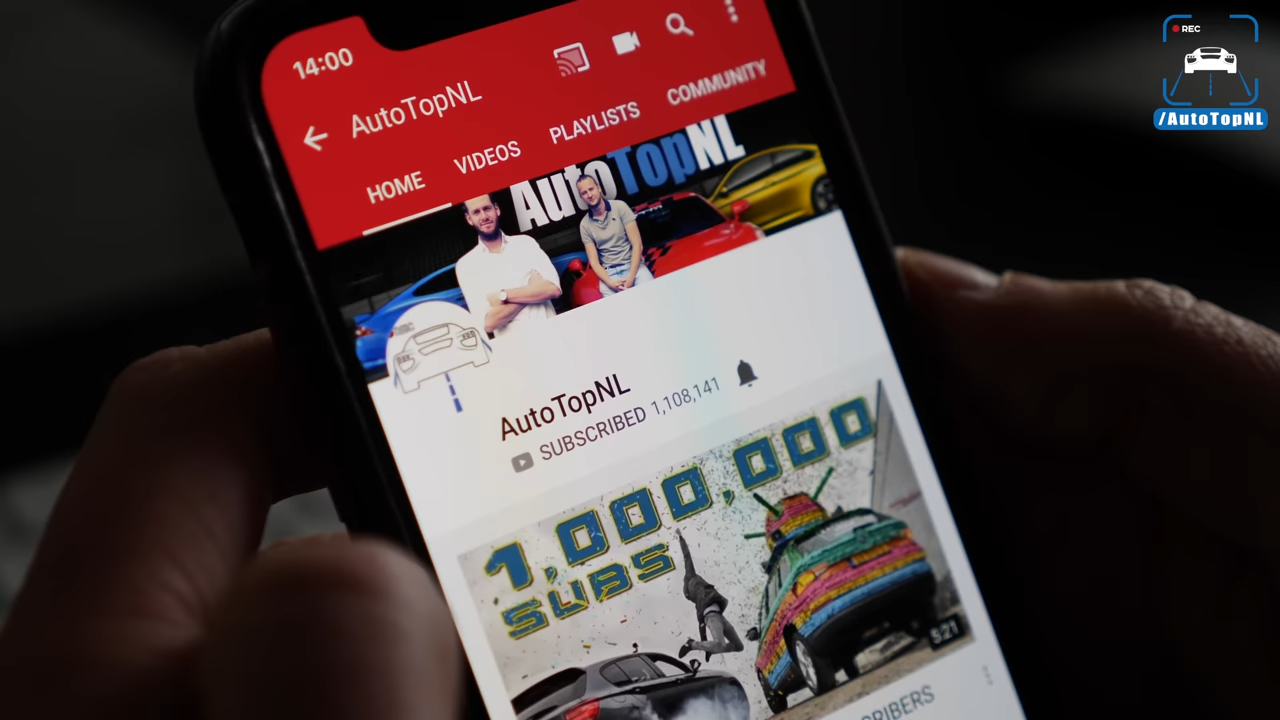 REC
/AutoTopNL
14:00
AutoTopNL
HOME VIDEOS PLAYLISTS COMMUNITY
AutoTopNL
AutoTopNL
SUBSCRIBED 1,108,141
1,000,000
SUBS
5:21